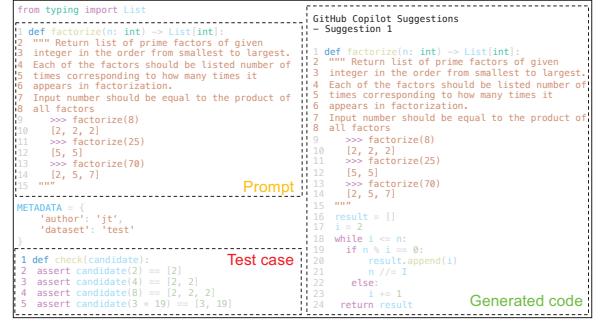 from typing import List
1 def factorize(n: int) -> List[int]:
2 """ Return list of prime factors of given
3 integer in the order from smallest to largest.
4 Each of the factors should be listed number of
5 times corresponding to how many times it
6 appears in factorization.
7 Input number should be equal to the product of
8 all factors
9 >>> factorize(8)
10 [2, 2, 2]
11 >>> factorize(25)
12 [5, 5]
13 >>> factorize(70)
14 [2, 5, 7]
15 """
Prompt
METADATA = {
'author': 'jt',
'dataset': 'test'
}
1 def check(candidate):
2 assert candidate(2) == [2]
3 assert candidate(4) == [2, 2]
4 assert candidate(8) == [2, 2, 2]
5 assert candidate(3 * 19) == [3, 19]
Test case
GitHub Copilot Suggestions
- Suggestion 1
1 def factorize(n: int) -> List[int]:
2 """ Return list of prime factors of given
3 integer in the order from smallest to largest.
4 Each of the factors should be listed number of
5 times corresponding to how many times it
6 appears in factorization.
7 Input number should be equal to the product of
8 all factors
9 >>> factorize(8)
10 [2, 2, 2]
11 >>> factorize(25)
12 [5, 5]
13 >>> factorize(70)
14 [2, 5, 7]
15 """
16 result = []
17 i = 2
18 while i <= n:
19 if n % i == 0:
20 result.append(i)
21 n //= I
22 else:
23 i += 1
24 return result
Generated code